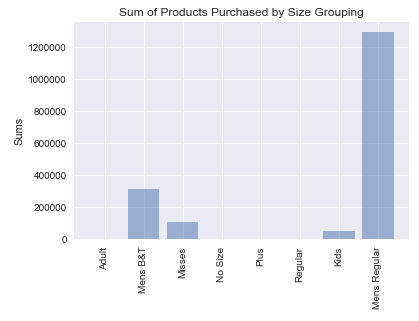 Sum of Products Purchased by Size Grouping
1200000
1000000
800000
600000
400000
200000
0
Sums
Adult
Mens B&T
Misses
No Size
Plus
Regular
Kids
Mens Regular